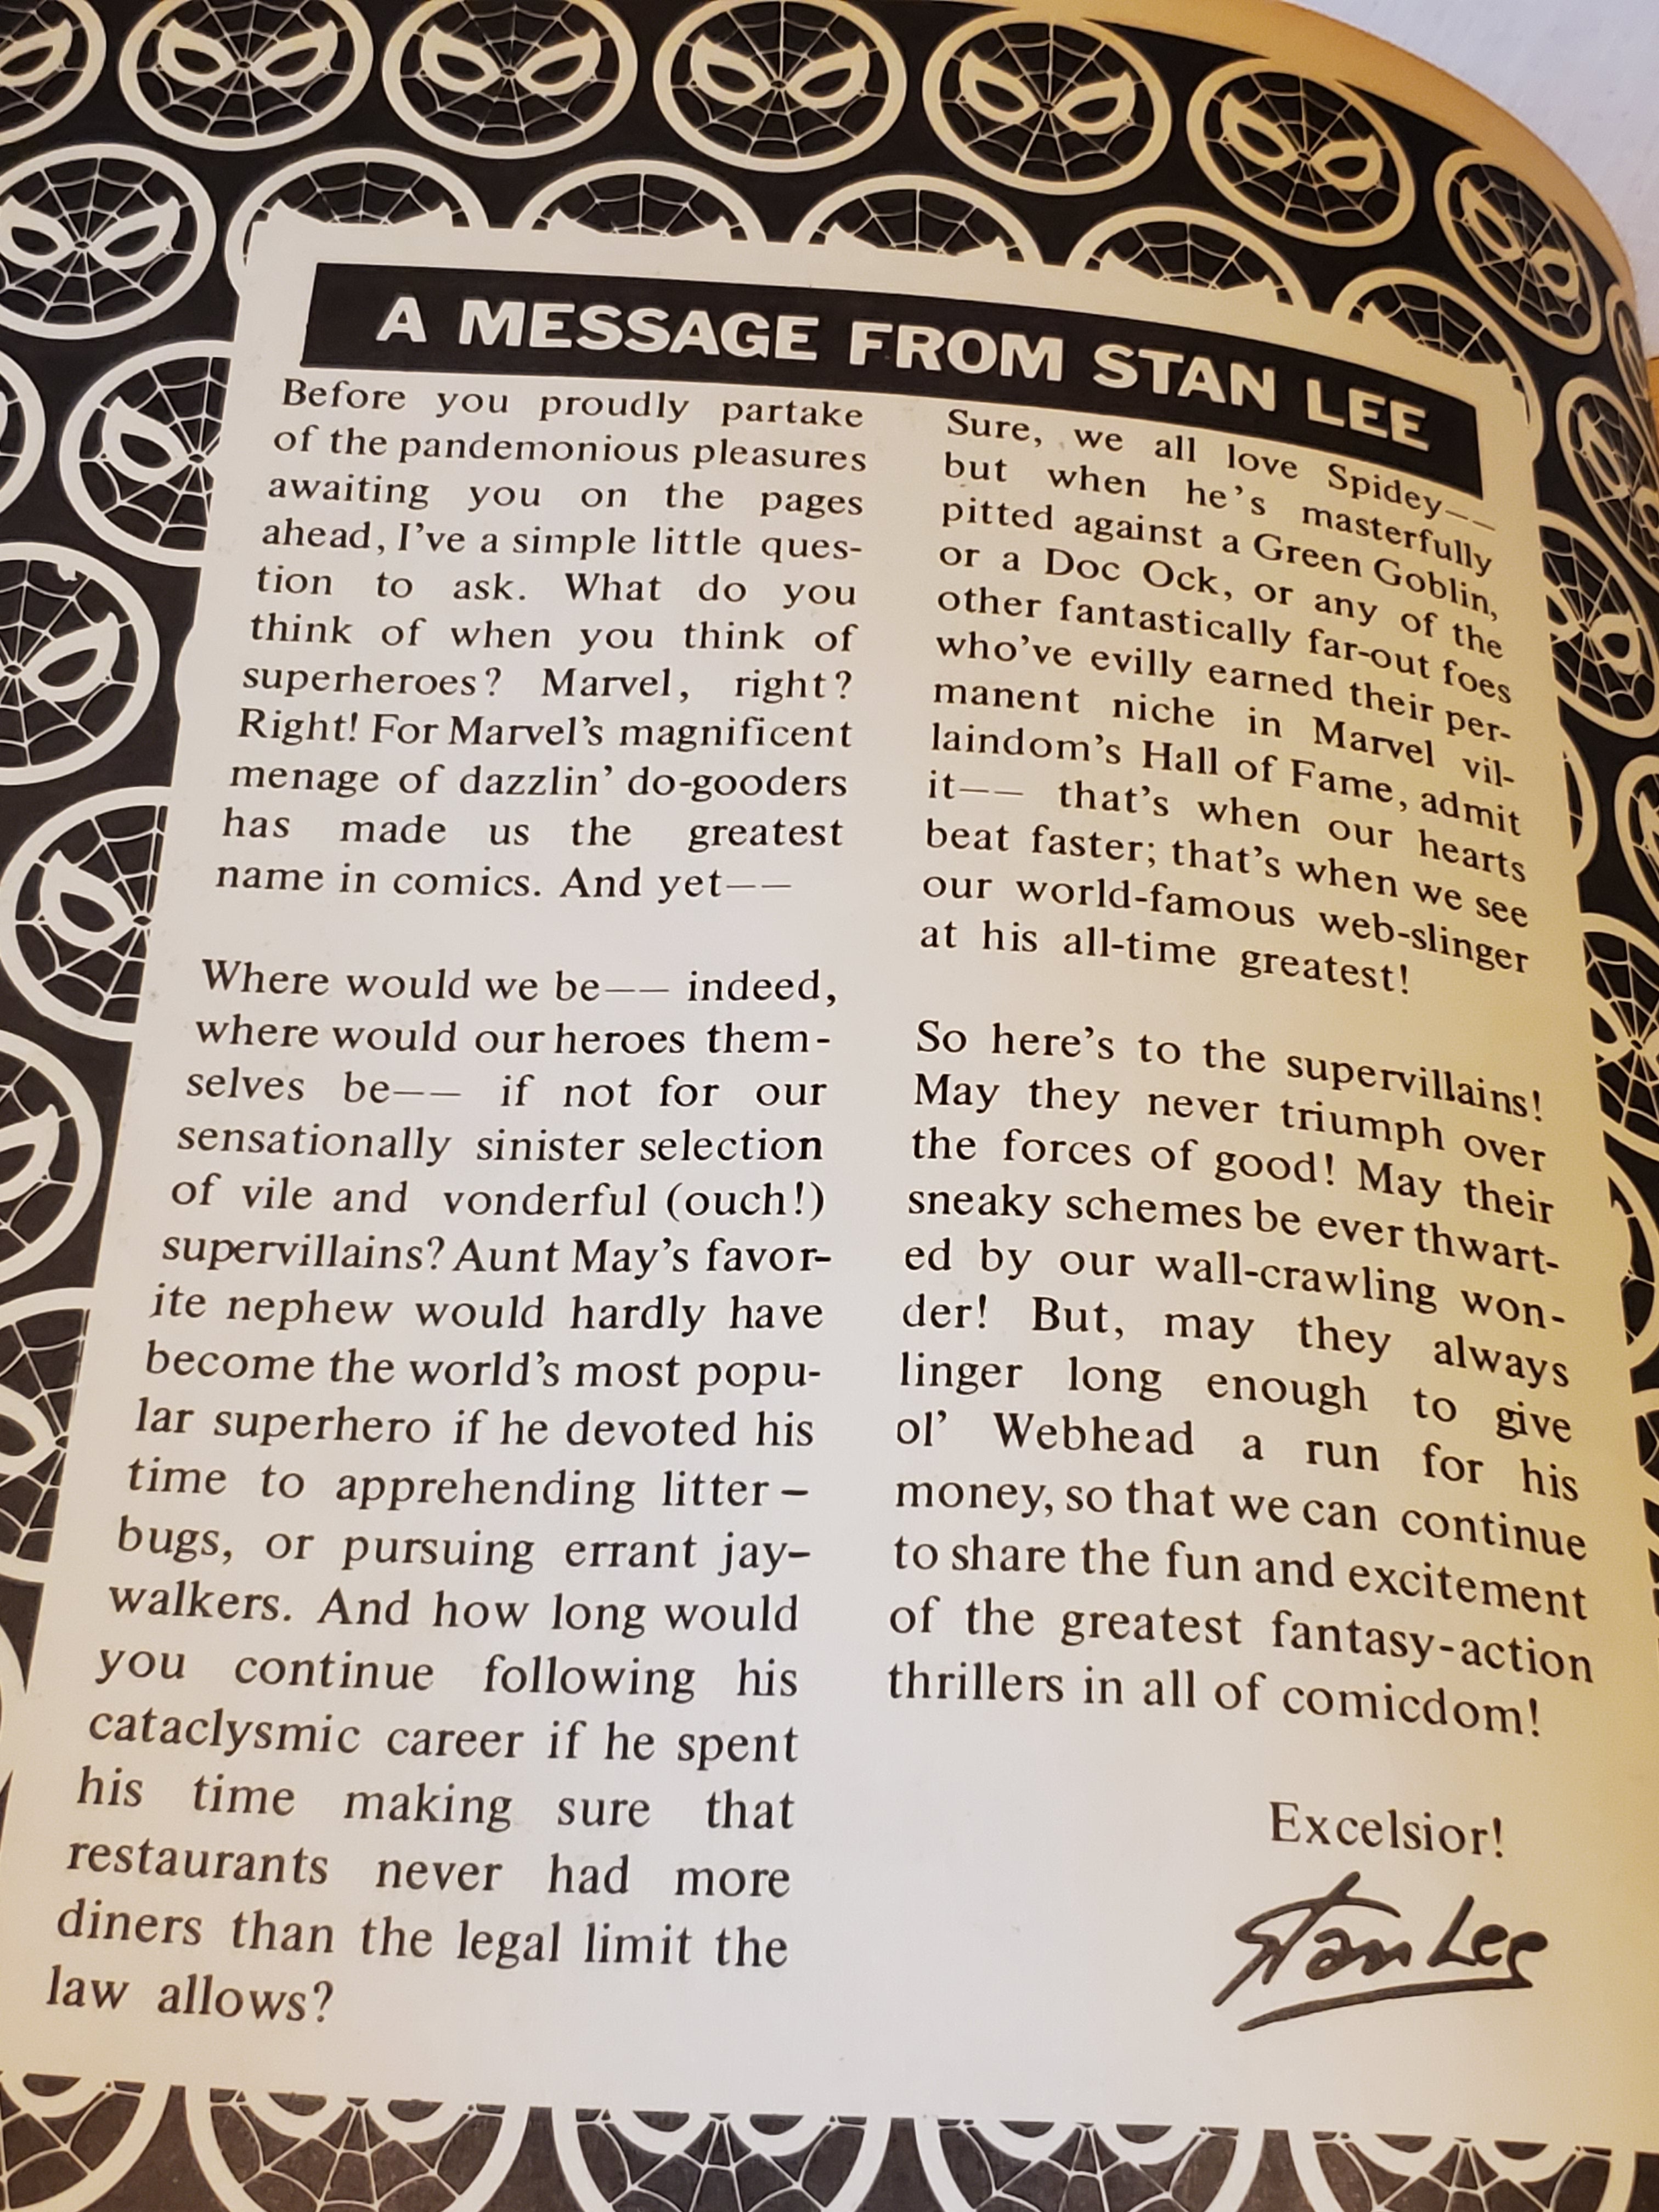 A MESSAGE FROM STAN LEE
Before you proudly partake
of the pandemonious pleasures
awaiting you on the pages
ahead, I've a simple little ques-
tion to ask. What do you
think of when you think of
superheroes? Marvel, right?
Right! For Marvel's magnificent
menage of dazzlin' do-gooders
has made us the greatest
name in comics. And yet——
Where would we be—— indeed,
where would our heroes them-
selves be—— if not for our
sensationally sinister selection
of vile and vonderful (ouch!)
supervillains? Aunt May's favor-
ite nephew would hardly have
become the world's most popu-
lar superhero if he devoted his
time to apprehending litter-
bugs, or pursuing errant jay-
walkers. And how long would
you continue following his
cataclysmic career if he spent
his time making sure that
restaurants never had more
diners than the legal limit the
law allows?
Sure, we all love Spidey——
but when he's masterfully
pitted against a Green Goblin,
or a Doc Ock, or any of the
other fantastically far-out foes
who've evilly earned their per-
manent niche in Marvel vil-
laindom's Hall of Fame, admit
it—— that's when our hearts
beat faster; that's when we see
our world-famous web-slinger
at his all-time greatest!
So here's to the supervillains!
May they never triumph over
the forces of good! May their
sneaky schemes be ever thwart-
ed by our wall-crawling won-
der! But, may they always
linger long enough to give
ol' Webhead a run for his
money, so that we can continue
to share the fun and excitement
of the greatest fantasy-action
thrillers in all of comicdom!
Excelsior!
Stan Lee